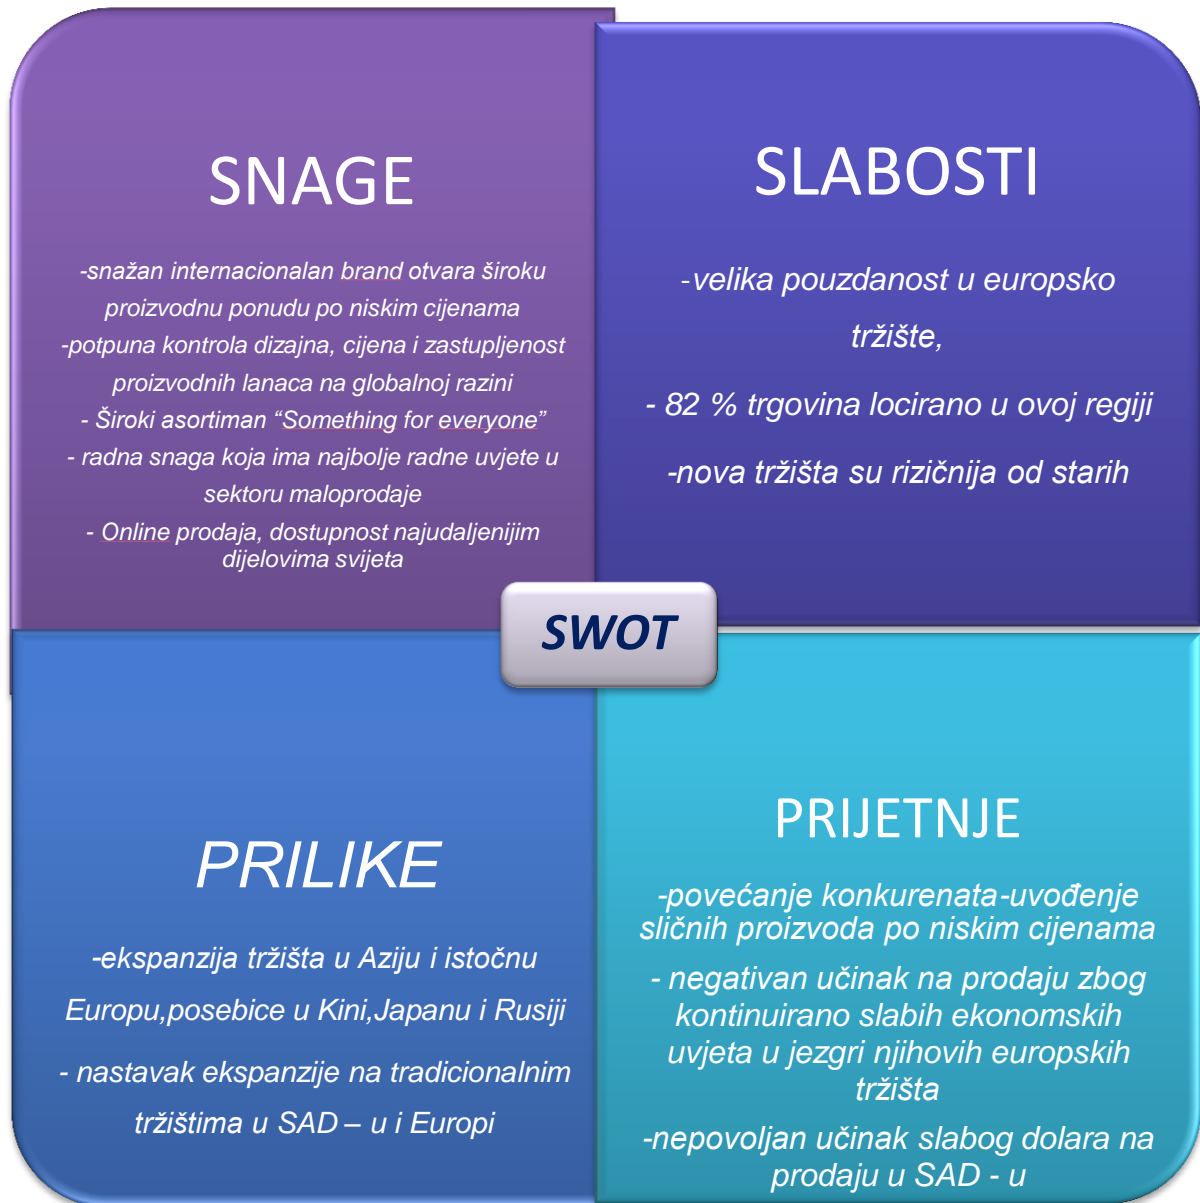 SNAGE
-snažan internacionalan brand otvara široku
proizvodnu ponudu po niskim cijenama
-potpuna kontrola dizajna, cijena i zastupljenost
proizvodnih lanaca na globalnoj razini
- Široki asortiman “Something for everyone”
- radna snaga koja ima najbolje radne uvjete u
sektoru maloprodaje
- Online prodaja, dostupnost najudaljenijim
dijelovima svijeta
SLABOSTI
-velika pouzdanost u europsko
tržište,
- 82 % trgovina locirano u ovoj regiji
-nova tržišta su rizičnija od starih
SWOT
PRILIKE
-ekspanzija tržišta u Aziju i istočnu
Europu,posebice u Kini,Japanu i Rusiji
- nastavak ekspanzije na tradicionalnim
tržištima u SAD – u i Europi
PRIJETNJE
-povećanje konkurenata-uvođenje
sličnih proizvoda po niskim cijenama
- negativan učinak na prodaju zbog
kontinuirano slabih ekonomskih
uvjeta u jezgri njihovih europskih
tržišta
-nepovoljan učinak slabog dolara na
prodaju u SAD - u